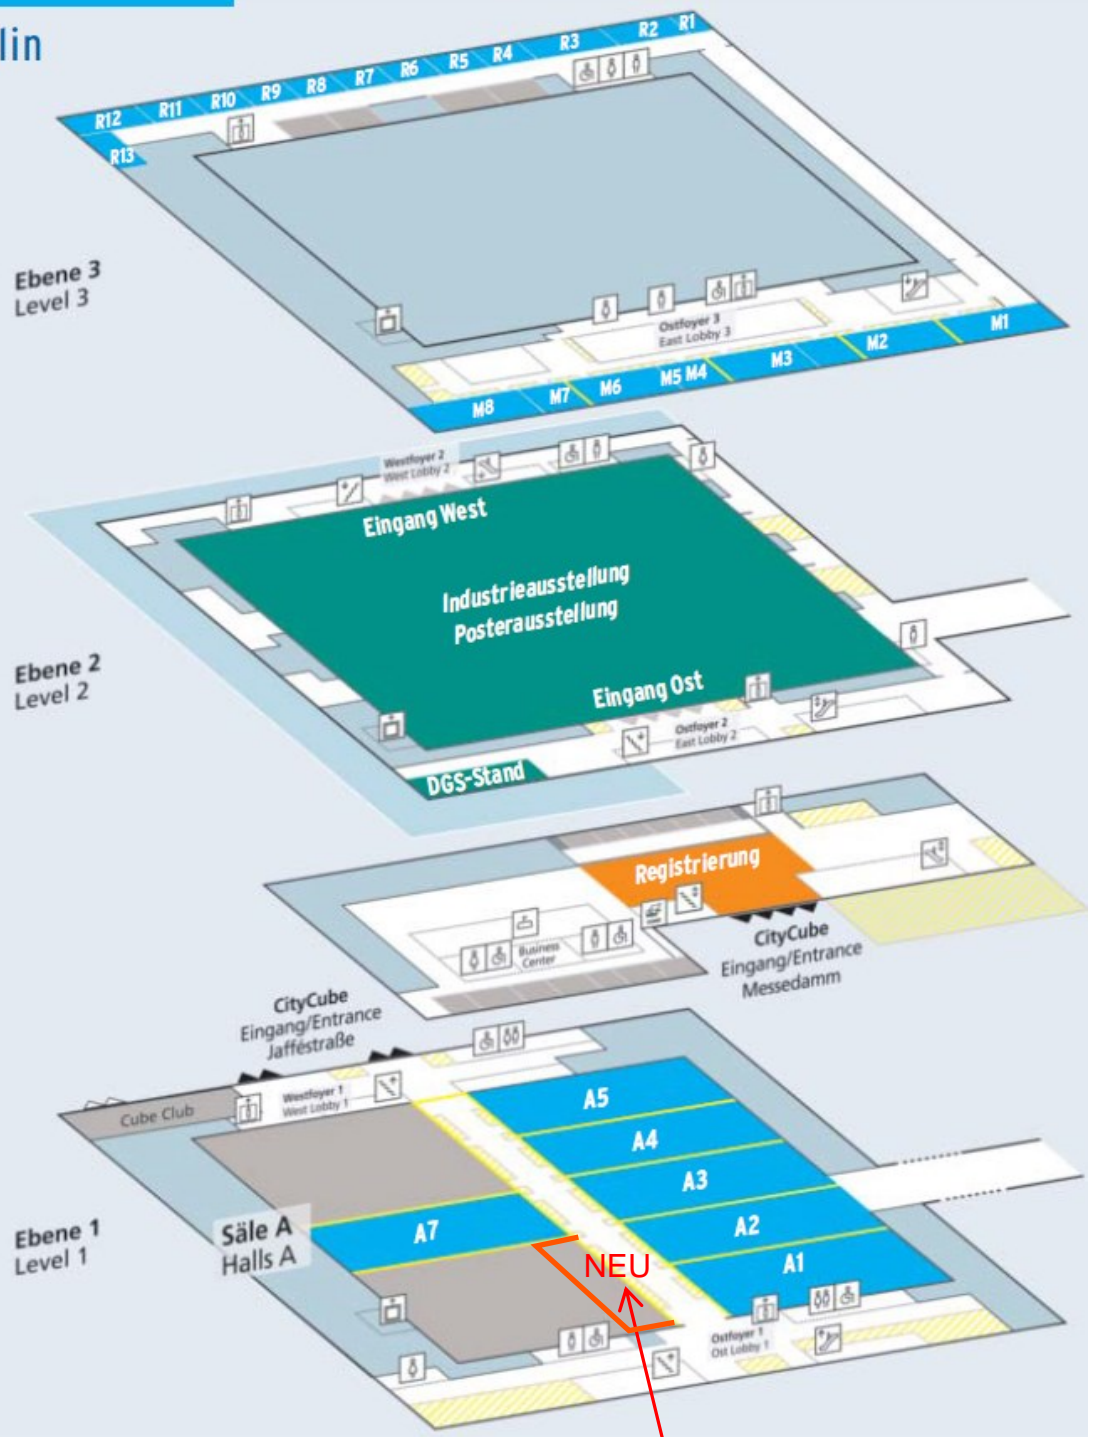 lin
R1
R2
R3
R4
R5
R6
R7
R8
R9
R10
R11
R12
R13
Ebene 3
Level 3
Ostfoyer 3
East Lobby 3
M1
M2
M3
M5 M4
M6
M7
M8
Westfoyer 2
West Lobby 2
Eingang West
Industrieausstellung
Posterausstellung
Ebene 2
Level 2
Eingang Ost
Ostfoyer 2
East Lobby 2
DGS-Stand
Registrierung
Business
Center
CityCube
Eingang/Entrance
Messedamm
CityCube
Eingang/Entrance
Jafféstraße
Westfoyer 1
West Lobby 1
Cube Club
A5
A4
A3
A2
A1
A7
Säle A
Halls A
Ebene 1
Level 1
NEU
Ostfoyer 1
Ost Lobby 1